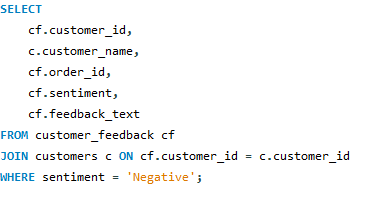 SELECT
    cf.customer_id,
    c.customer_name,
    cf.order_id,
    cf.sentiment,
    cf.feedback_text
FROM customer_feedback cf
JOIN customers c ON cf.customer_id = c.customer_id
WHERE sentiment = 'Negative';